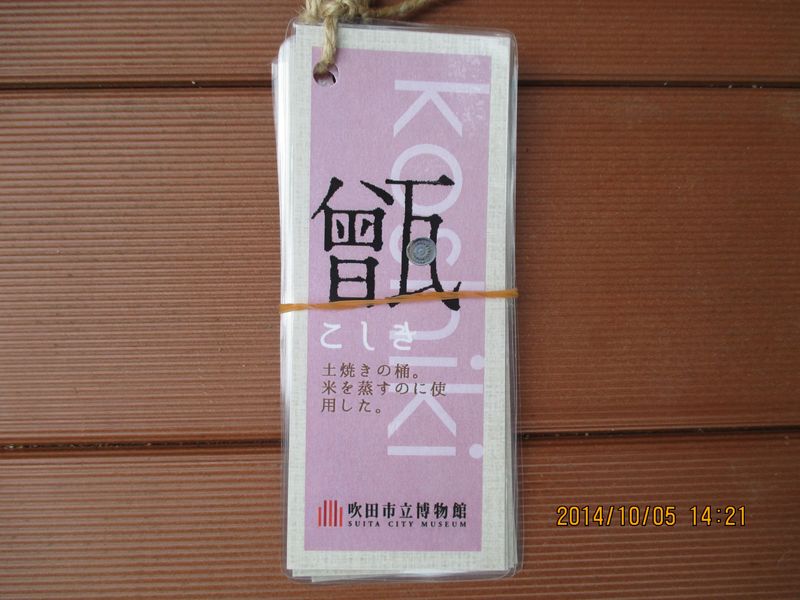 koshiki
甑
こしき
土焼きの桶。
米を蒸すのに使
用した。
吹田市立博物館
SUITA CITY MUSEUM
2014/10/05 14:21